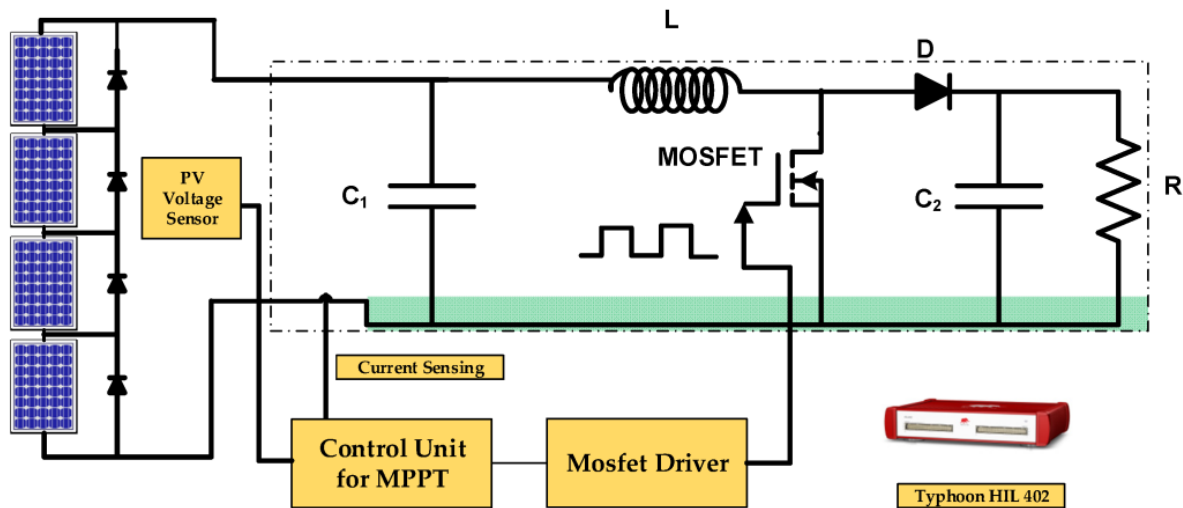 L
D
MOSFET
PV
Voltage
Sensor
C₁
C₂
R
Current Sensing
Control Unit
for MPPT
Mosfet Driver
Typhoon HIL 402